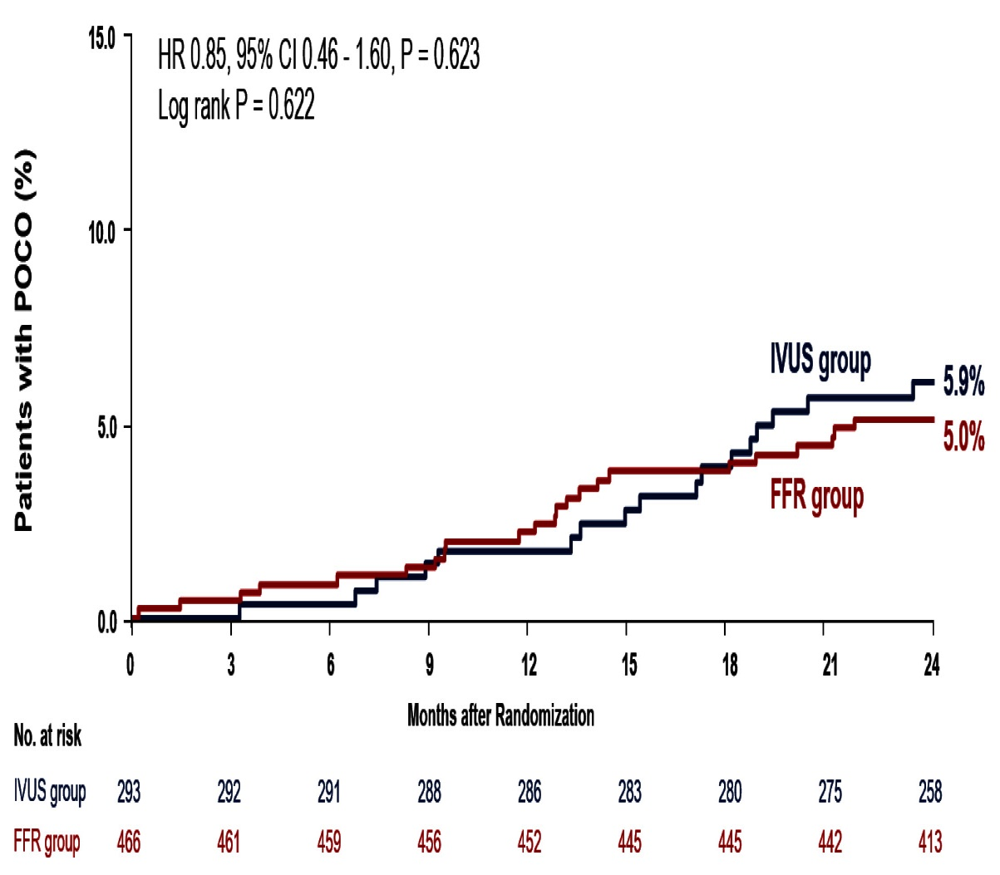 HR 0.85, 95% CI 0.46 - 1.60, P = 0.623
Log rank P = 0.622
Patients with POCO (%)
15.0
10.0
5.0
0.0
IVUS group
5.9%
5.0%
FFR group
0 3 6 9 12 15 18 21 24
Months after Randomization
No. at risk
IVUS group 293 292 291 288 286 283 280 275 258
FFR group 466 461 459 456 452 445 445 442 413